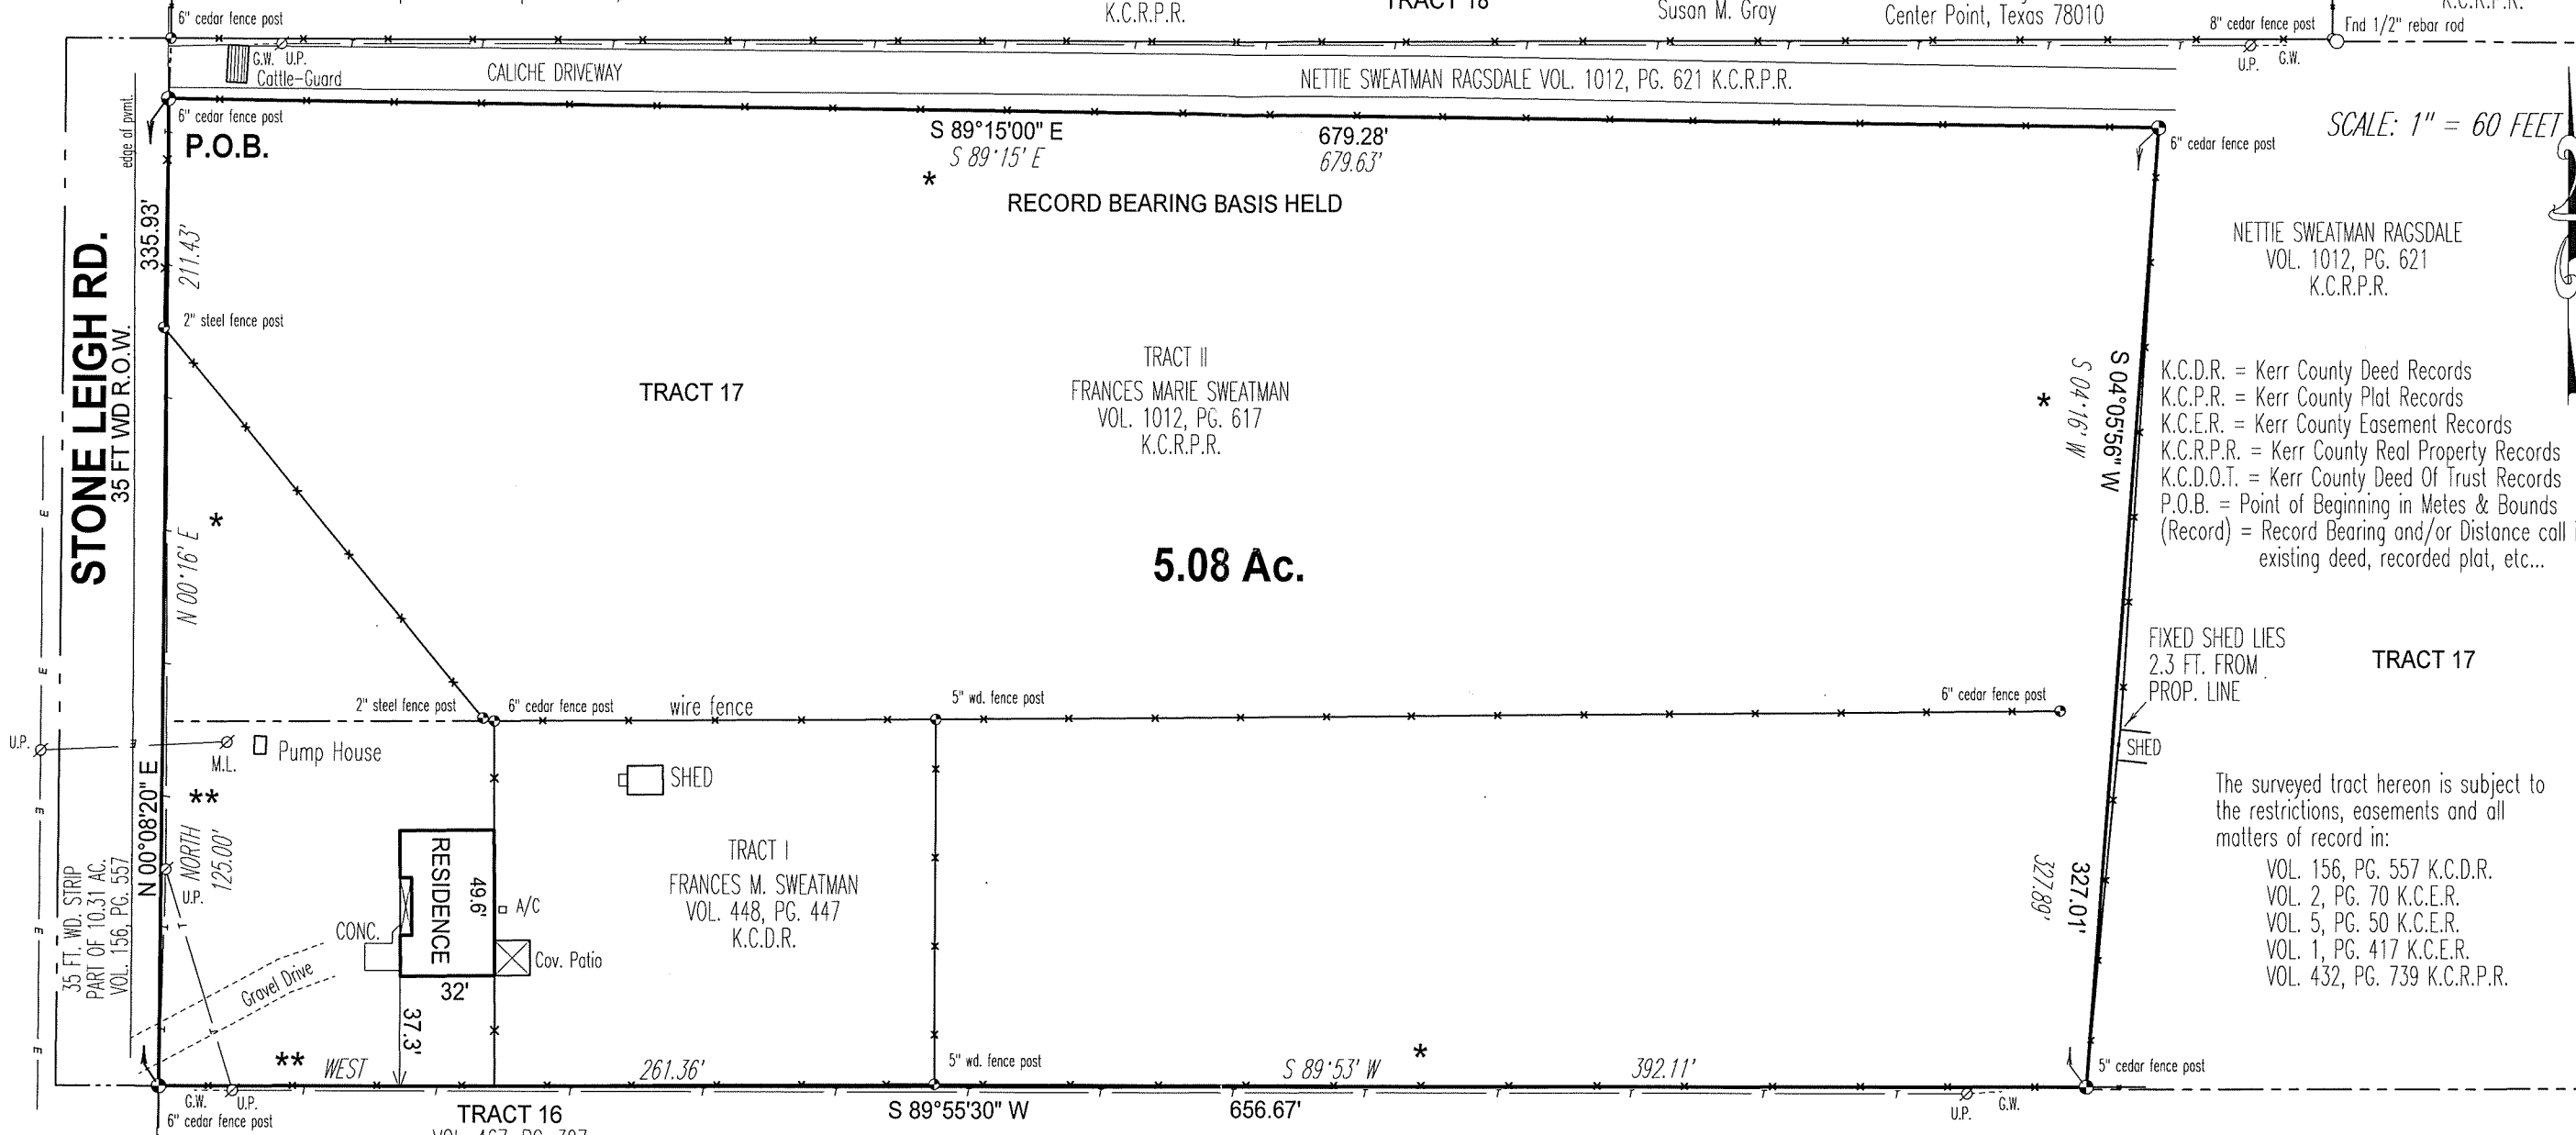 6" cedar fence post
K.C.R.P.R.
TRACT 18
Susan M. Gray
Center Point, Texas 78010
8" cedar fence post
K.C.R.P.R.
Fnd 1/2" rebar rod
G.W. U.P.
Cattle-Guard
CALICHE DRIVEWAY
NETTIE SWEATMAN RAGSDALE VOL. 1012, PG. 621 K.C.R.P.R.
U.P. G.W.
edge of pvmt.
6" cedar fence post
P.O.B.
S 89°15'00" E 679.28'
S 89°15' E 679.63'
*
RECORD BEARING BASIS HELD
6" cedar fence post
SCALE: 1" = 60 FEET
335.93'
211.43'
STONE LEIGH RD.
35 FT WD R.O.W.
2" steel fence post
NETTIE SWEATMAN RAGSDALE
VOL. 1012, PG. 621
K.C.R.P.R.
TRACT 17
TRACT II
FRANCES MARIE SWEATMAN
VOL. 1012, PG. 617
K.C.R.P.R.
5.08 Ac.
*
S 04°16' W
S 04°05'56" W
K.C.D.R. = Kerr County Deed Records
K.C.P.R. = Kerr County Plat Records
K.C.E.R. = Kerr County Easement Records
K.C.R.P.R. = Kerr County Real Property Records
K.C.D.O.T. = Kerr County Deed Of Trust Records
P.O.B. = Point of Beginning in Metes & Bounds
(Record) = Record Bearing and/or Distance call
existing deed, recorded plat, etc...
*
N 00°16' E
E
E
E
E
E
E
FIXED SHED LIES
2.3 FT. FROM
PROP. LINE
TRACT 17
2" steel fence post
6" cedar fence post
wire fence
5" wd. fence post
6" cedar fence post
U.P.
M.L.
Pump House
SHED
SHED
N 00°08'20" E
**
NORTH
125.00'
U.P.
35 FT. WD. STRIP
PART OF 10.31 AC.
VOL. 156, PG. 557
RESIDENCE
49.6'
32'
37.3'
A/C
CONC.
Cov. Patio
Gravel Drive
TRACT I
FRANCES M. SWEATMAN
VOL. 448, PG. 447
K.C.D.R.
327.01'
327.89'
The surveyed tract hereon is subject to
the restrictions, easements and all
matters of record in:
VOL. 156, PG. 557 K.C.D.R.
VOL. 2, PG. 70 K.C.E.R.
VOL. 5, PG. 50 K.C.E.R.
VOL. 1, PG. 417 K.C.E.R.
VOL. 432, PG. 739 K.C.R.P.R.
** WEST 261.36'
5" wd. fence post
S 89°53' W * 392.11'
5" cedar fence post
G.W. U.P.
6" cedar fence post
TRACT 16
S 89°55'30" W 656.67'
U.P. G.W.